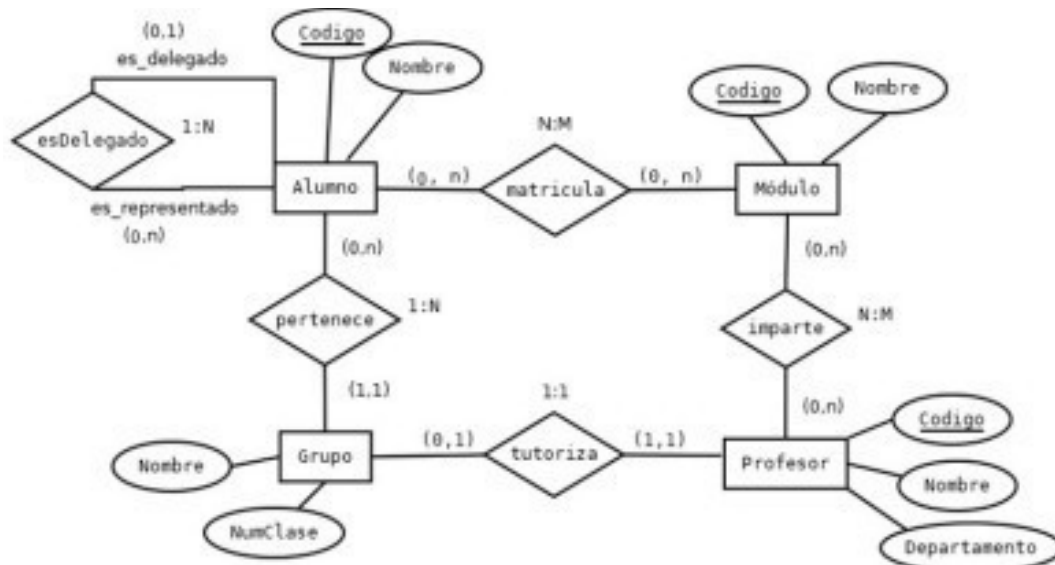 (0,1)
es_delegado
Codigo
Nombre
esDelegado
1:N
Alumno
(0, n)
N:M
matricula
(0, n)
Codigo
Nombre
Módulo
es_representado
(0,n)
(0,n)
pertenece
1:N
(1,1)
(0,n)
imparte
N:M
(0,n)
Nombre
Grupo
NumClase
(0,1)
1:1
tutoriza
(1,1)
Profesor
Codigo
Nombre
Departamento